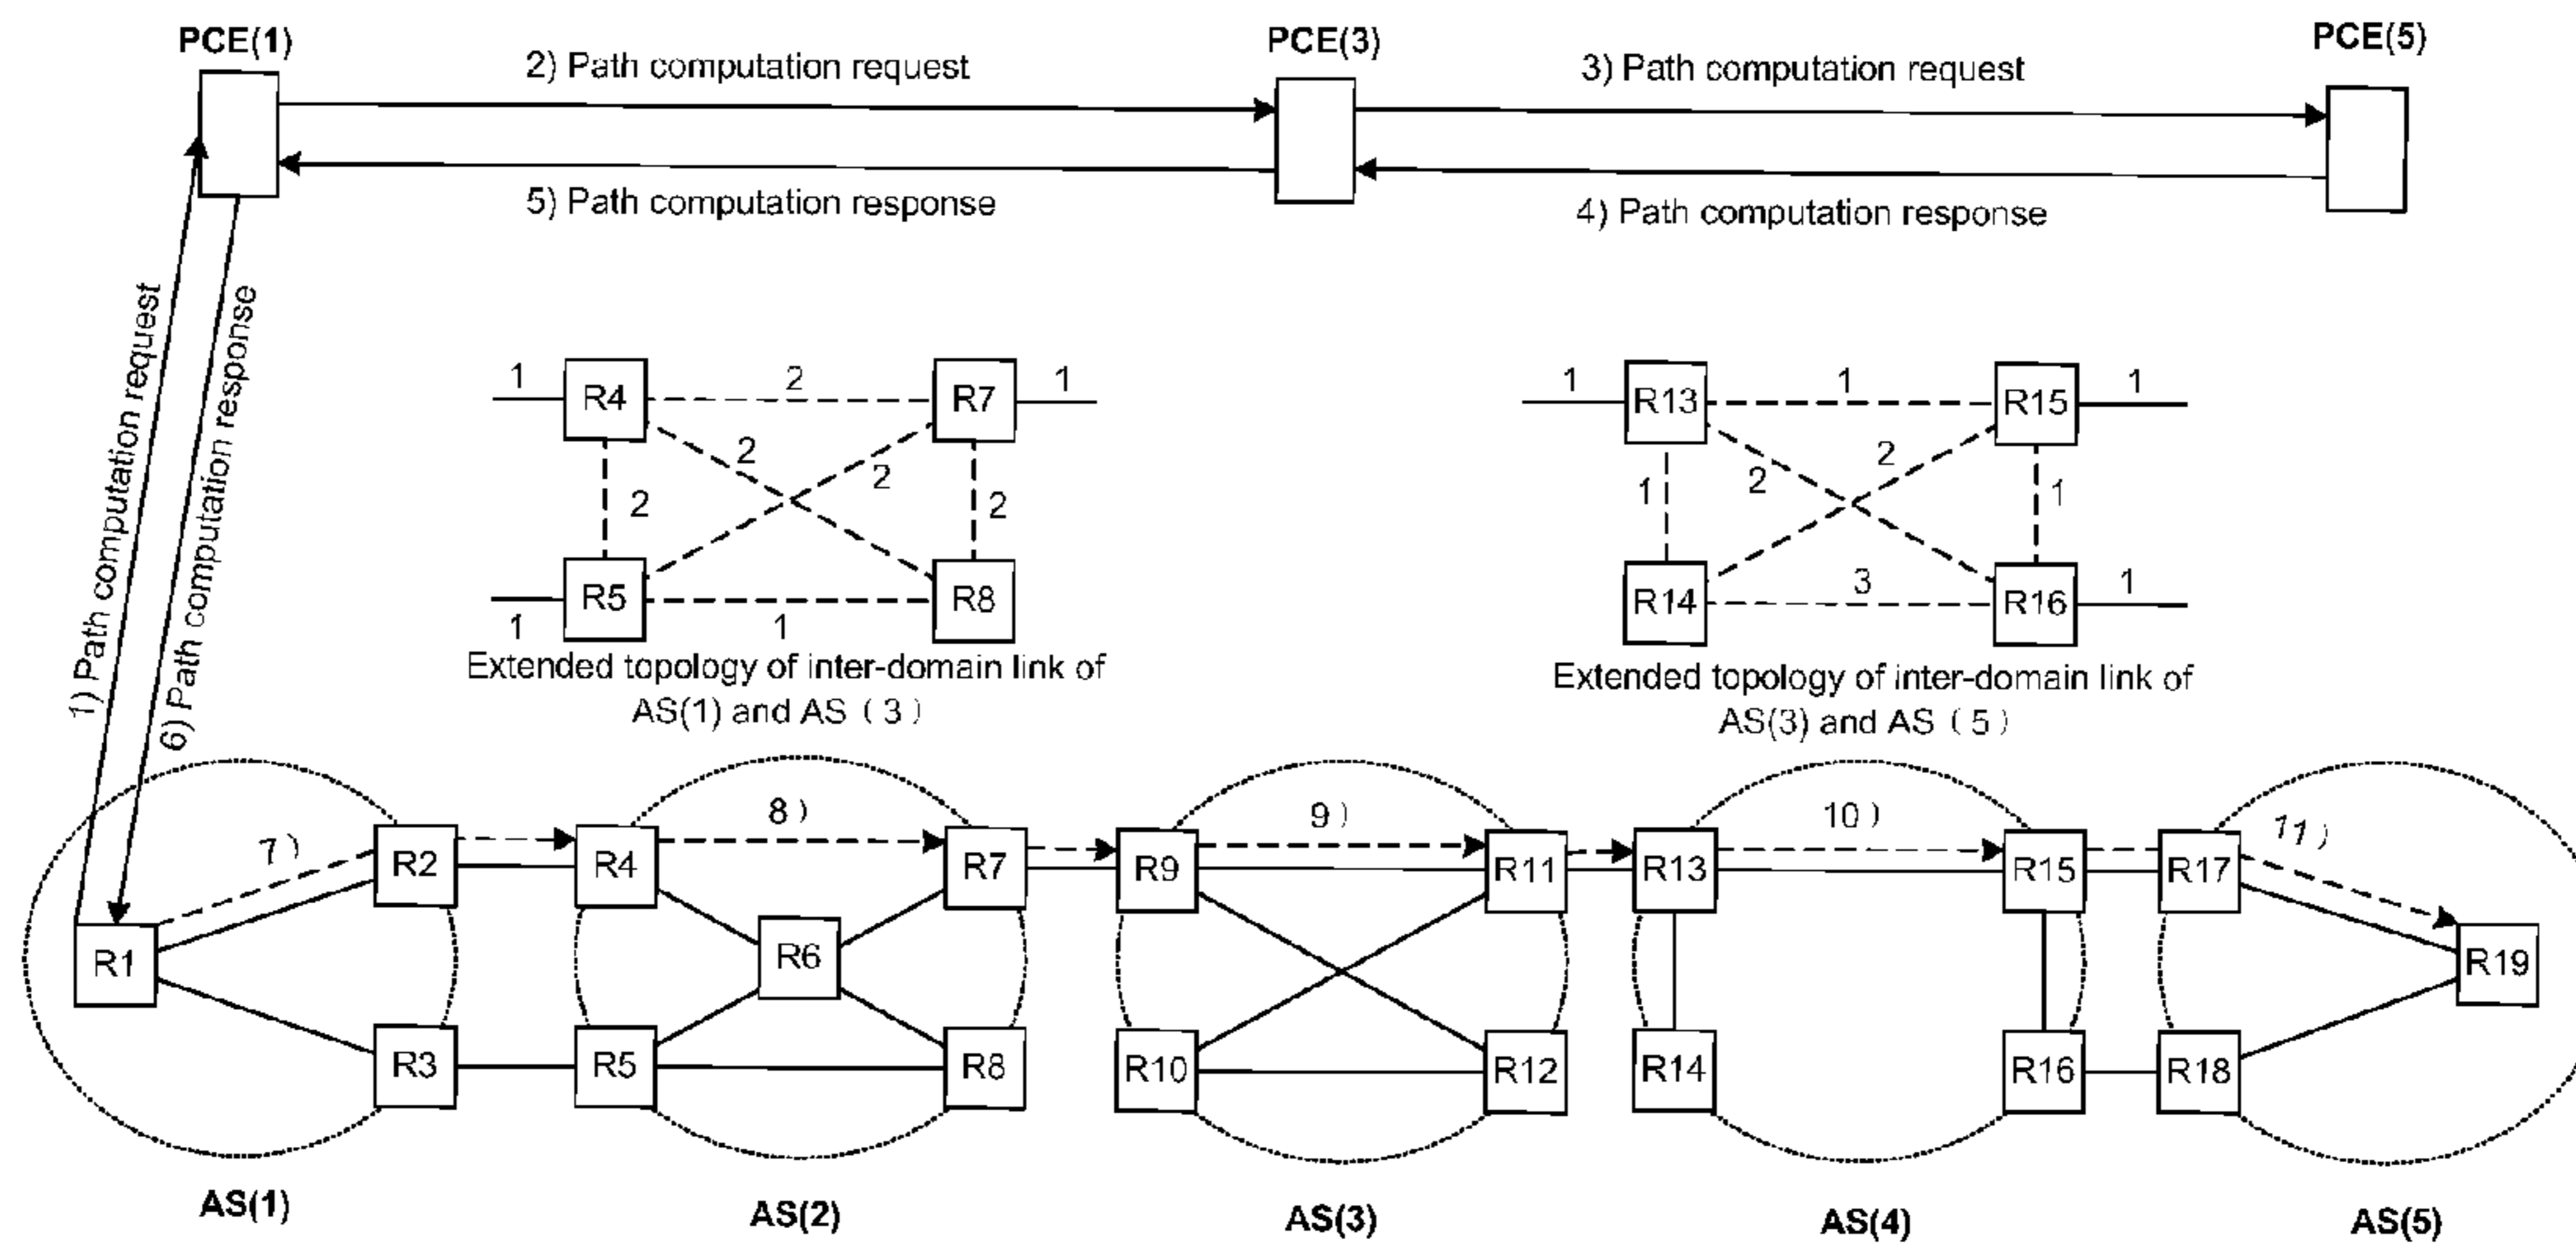 PCE(1)
PCE(3)
PCE(5)
2) Path computation request
3) Path computation request
5) Path computation response
4) Path computation response
1) Path computation request
6) Path computation response
1
R4
2
R7
1
2
2
2
2
R5
R8
1
1
Extended topology of inter-domain link of
AS(1) and AS（3）
1
R13
1
R15
1
2
2
1
1
R14
3
R16
1
Extended topology of inter-domain link of
AS(3) and AS（5）
7）
8）
9）
10）
11）
R2
R4
R7
R9
R11
R13
R15
R17
R1
R6
R19
R3
R5
R8
R10
R12
R14
R16
R18
AS(1)
AS(2)
AS(3)
AS(4)
AS(5)